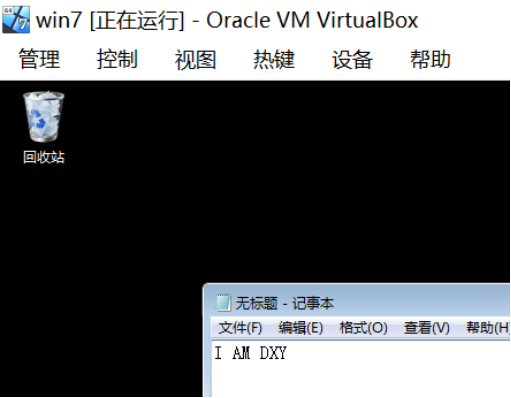 win7 [正在运行] - Oracle VM VirtualBox
管理 控制 视图 热键 设备 帮助
回收站
无标题 - 记事本
文件(F) 编辑(E) 格式(O) 查看(V) 帮助(H)
I AM DXY